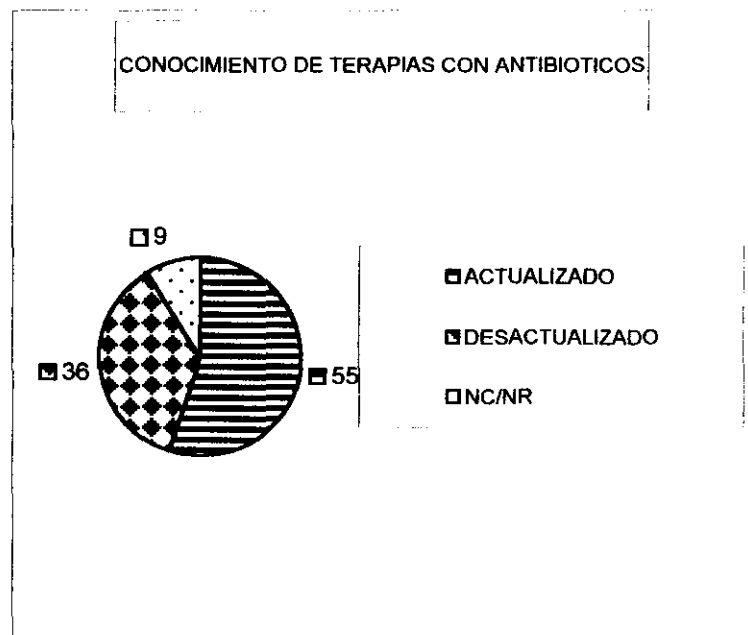 CONOCIMIENTO DE TERAPIAS CON ANTIBIOTICOS
9
36
55
ACTUALIZADO
DESACTUALIZADO
NC/NR